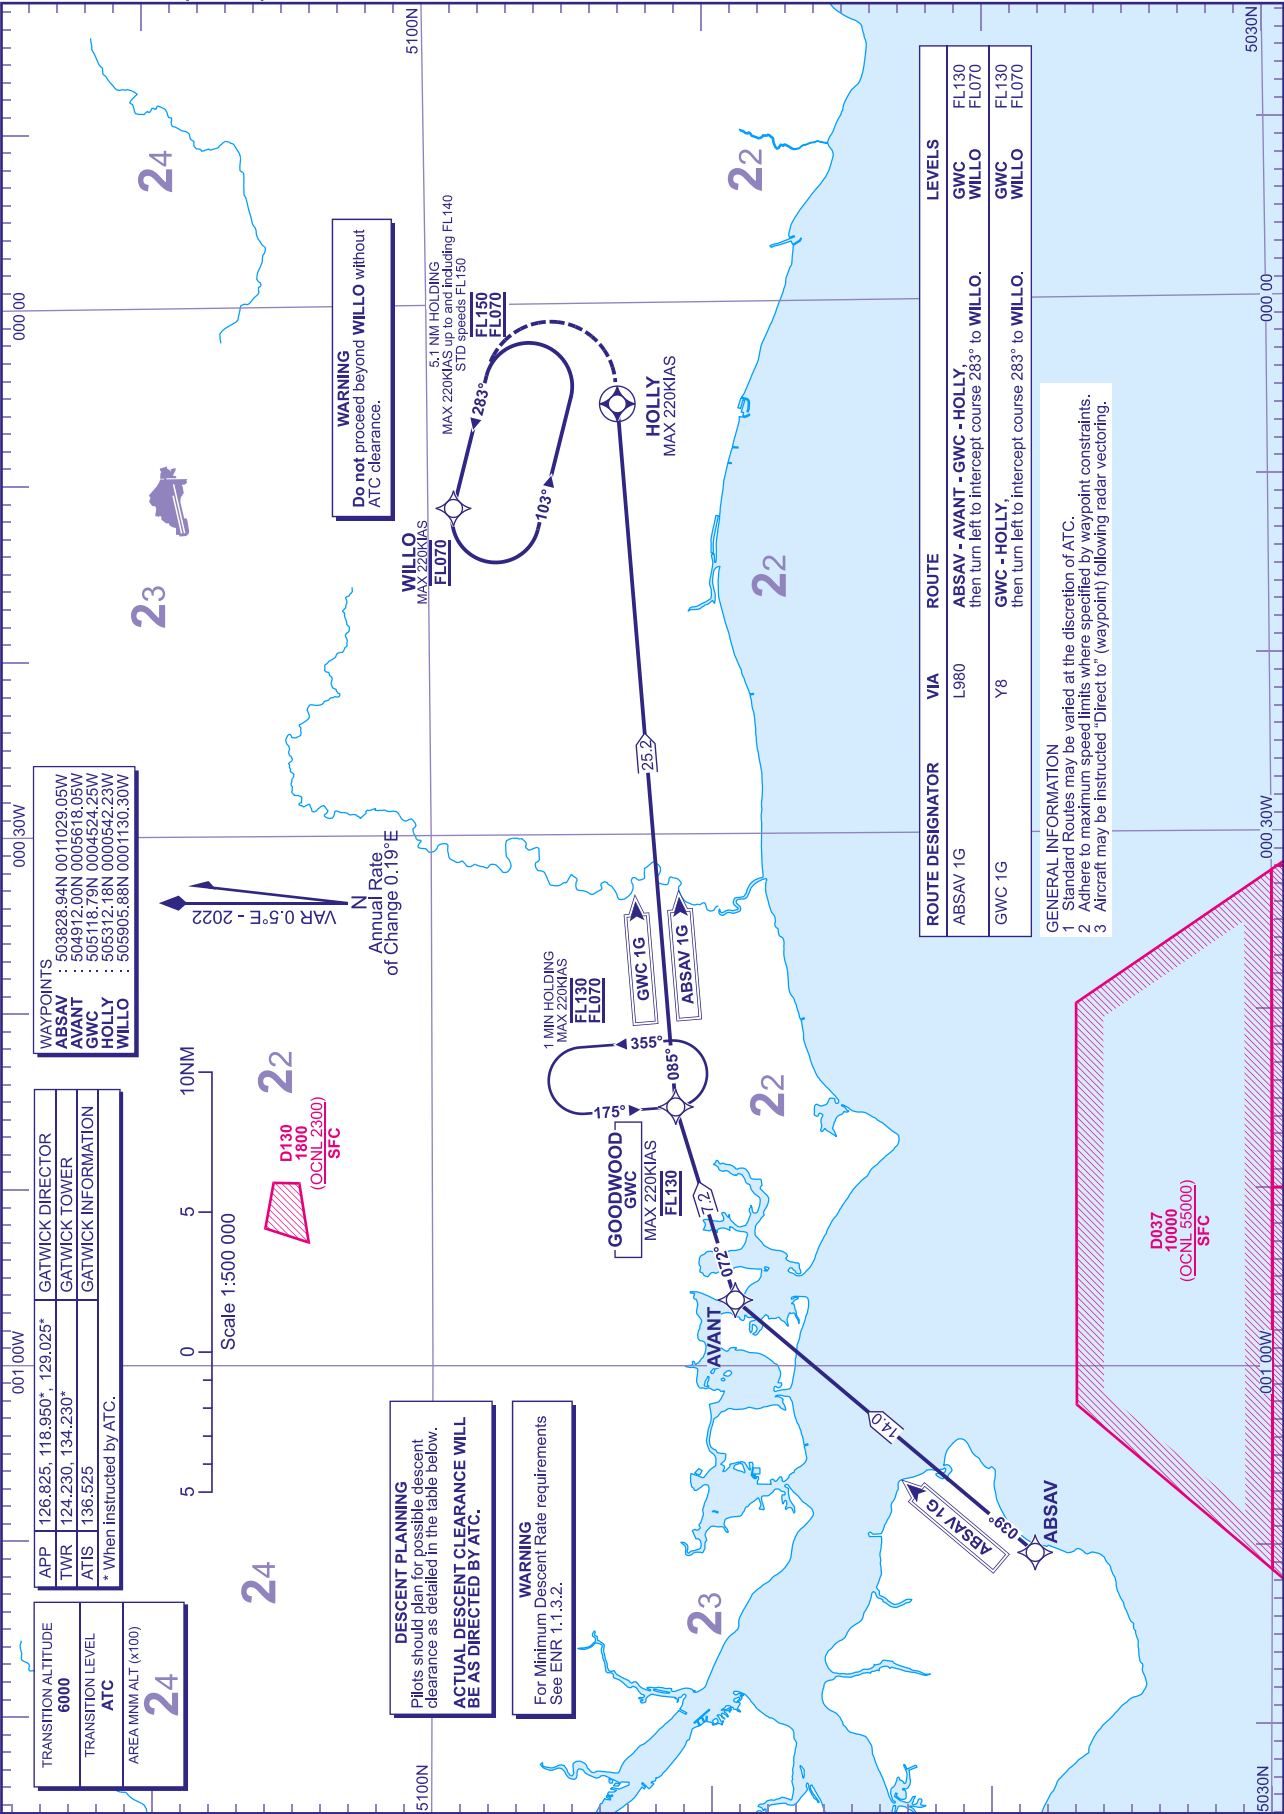 TRANSITION ALTITUDE
6000
TRANSITION LEVEL
ATC
AREA MNM ALT (x100)
24
APP 126.825, 118.950*, 129.025* GATWICK DIRECTOR
TWR 124.230, 134.230* GATWICK TOWER
ATIS 136.525 GATWICK INFORMATION
* When instructed by ATC.
WAYPOINTS
ABSAV : 503828.94N 0011029.05W
AVANT : 504912.00N 0005618.05W
GWC : 505118.79N 0004524.25W
HOLLY : 505312.18N 0000542.23W
WILLO : 505905.88N 0001130.30W
5 0 5 10NM
Scale 1:500 000
VAR 0.5°E - 2022
N
Annual Rate
of Change 0.19°E
001 00W
000 30W
000 00
24
22
23
24
D130
1800
(OCNL 2300)
SFC
WARNING
Do not proceed beyond WILLO without
ATC clearance.
5100N
5100N
DESCENT PLANNING
Pilots should plan for possible descent
clearance as detailed in the table below.
ACTUAL DESCENT CLEARANCE WILL
BE AS DIRECTED BY ATC.
WARNING
For Minimum Descent Rate requirements
See ENR 1.1.3.2.
WILLO
MAX 220KIAS
FL070
5.1 NM HOLDING
MAX 220KIAS up to and including FL140
STD speeds FL150
FL150
FL070
283°
103°
HOLLY
MAX 220KIAS
1 MIN HOLDING
MAX 220KIAS
FL130
FL070
175°
355°
085°
25.2
GWC 1G
ABSAV 1G
GOODWOOD
GWC
MAX 220KIAS
FL130
7.2
072°
AVANT
14.0
ABSAV 1G
039°
ABSAV
23
22
22
22
ROUTE DESIGNATOR VIA ROUTE LEVELS
ABSAV 1G L980 ABSAV - AVANT - GWC - HOLLY, GWC FL130
then turn left to intercept course 283° to WILLO. WILLO FL070
GWC 1G Y8 GWC - HOLLY, GWC FL130
then turn left to intercept course 283° to WILLO. WILLO FL070
GENERAL INFORMATION
1 Standard Routes may be varied at the discretion of ATC.
2 Adhere to maximum speed limits where specified by waypoint constraints.
3 Aircraft may be instructed “Direct to” (waypoint) following radar vectoring.
D037
10000
(OCNL 55000)
SFC
5030N
001 00W
000 30W
000 00
5030N